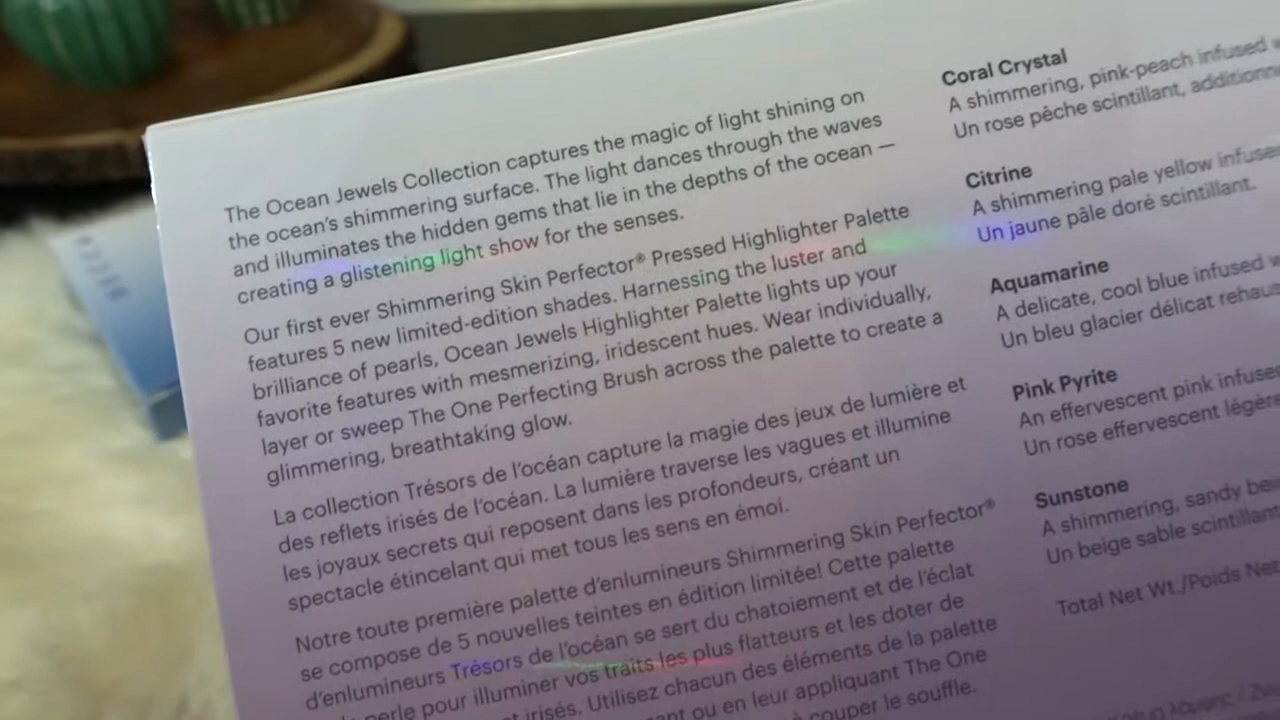 The Ocean Jewels Collection captures the magic of light shining on
the ocean's shimmering surface. The light dances through the waves
and illuminates the hidden gems that lie in the depths of the ocean —
creating a glistening light show for the senses.
Our first ever Shimmering Skin Perfector® Pressed Highlighter Palette
features 5 new limited-edition shades. Harnessing the luster and
brilliance of pearls, Ocean Jewels Highlighter Palette lights up your
favorite features with mesmerizing, iridescent hues. Wear individually,
layer or sweep The One Perfecting Brush across the palette to create a
glimmering, breathtaking glow.
La collection Trésors de l'océan capture la magie des jeux de lumière et
des reflets irisés de l'océan. La lumière traverse les vagues et illumine
les joyaux secrets qui reposent dans les profondeurs, créant un
spectacle étincelant qui met tous les sens en émoi.
Notre toute première palette d'enlumineurs Shimmering Skin Perfector®
se compose de 5 nouvelles teintes en édition limitée! Cette palette
d'enlumineurs Trésors de l'océan se sert du chatoiement et de l'éclat
perle pour illuminer vos traits les plus flatteurs et les doter de
irisés. Utilisez chacun des éléments de la palette
ou en leur appliquant The One
à couper le souffle.
Coral Crystal
A shimmering, pink-peach infused
Un rose pêche scintillant,
Citrine
A shimmering pale yellow
Un jaune pâle doré scintillant.
Aquamarine
A delicate, cool blue infused
Un bleu glacier délicat
Pink Pyrite
An effervescent pink
Un rose effervescent
Sunstone
A shimmering, sandy
Un beige sable
Total Net Wt./Poids Net